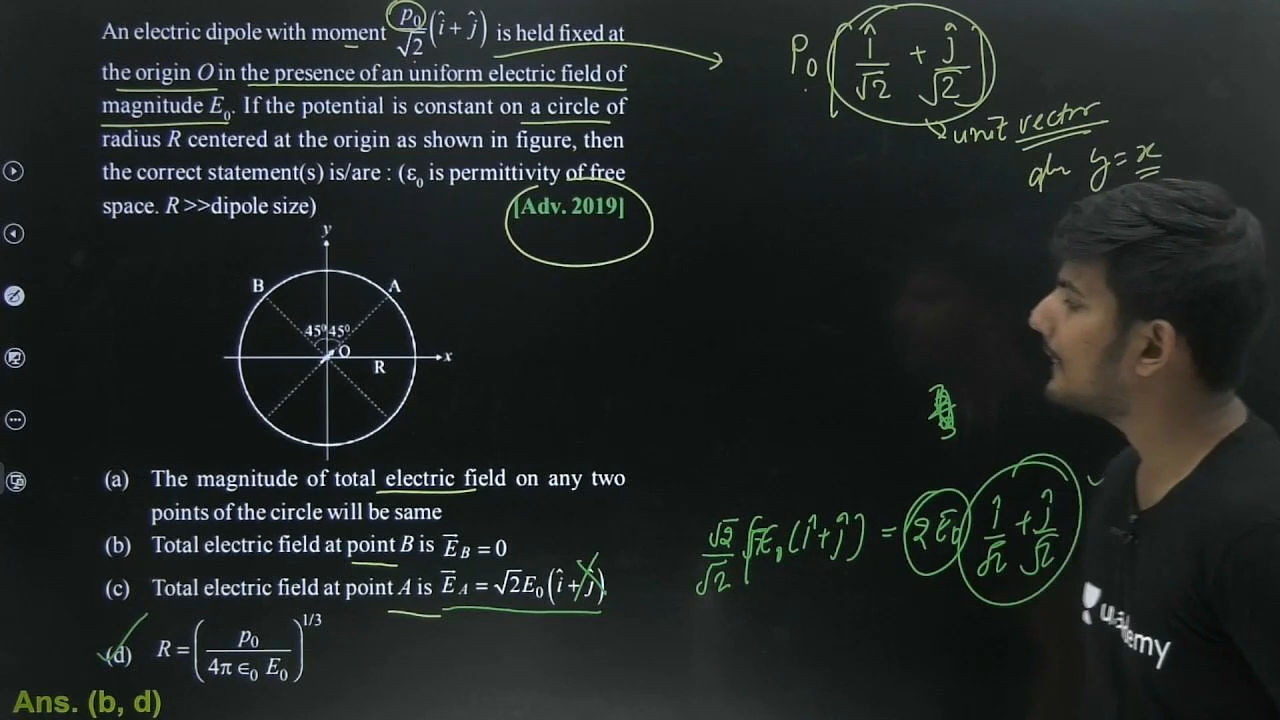 An electric dipole with moment p₀/√2 (î + ĵ) is held fixed at
the origin O in the presence of an uniform electric field of
magnitude E₀. If the potential is constant on a circle of
radius R centered at the origin as shown in figure, then
the correct statement(s) is/are : (ε₀ is permittivity of free
space. R >>dipole size) [Adv. 2019]
y
B A
45⁰ 45⁰
O
x
R
(a) The magnitude of total electric field on any two
points of the circle will be same
(b) Total electric field at point B is E̅_B = 0
(c) Total electric field at point A is E̅_A = √2E₀(î + ĵ)
(d) R = (p₀ / 4π ∈₀ E₀)^1/3
Ans. (b, d)
P₀ (î/√2 + ĵ/√2)
unit vector
y = x
= 2E₀ (î/√2 + ĵ/√2)